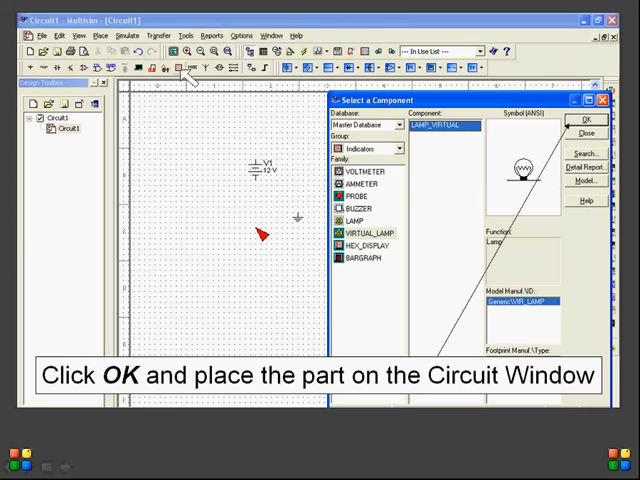 Circuit1 - Multisim - [Circuit1]
File Edit View Place Simulate Transfer Tools Reports Options Window Help
--- In Use List ---
Design Toolbox
Circuit1
Circuit1
V1
12 V
Select a Component
Database:
Master Database
Group:
Indicators
Family:
VOLTMETER
AMMETER
PROBE
BUZZER
LAMP
VIRTUAL_LAMP
HEX_DISPLAY
BARGRAPH
Component:
LAMP_VIRTUAL
Symbol (ANSI)
OK
Close
Search...
Detail Report...
Model...
Help
Function:
Lamp
Model Manuf.\ID:
Generic\VIR_LAMP
Footprint Manuf.\Type:
Click OK and place the part on the Circuit Window